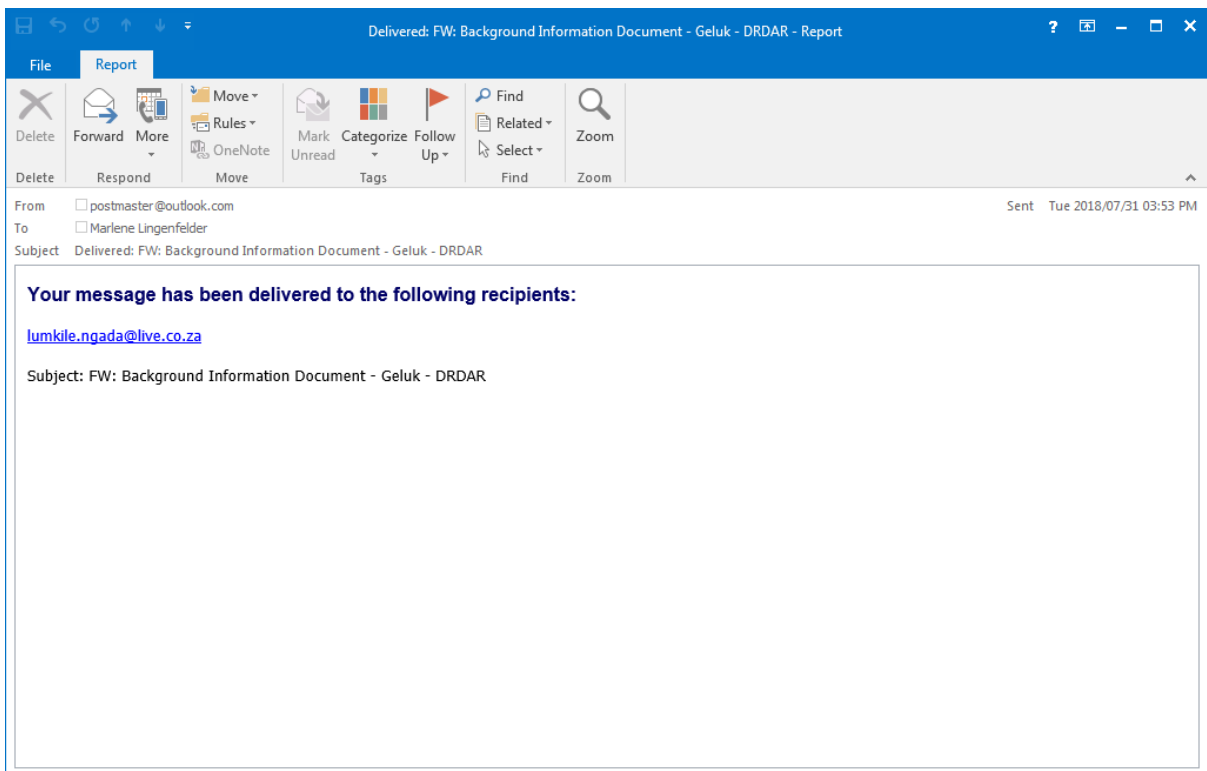 Delivered: FW: Background Information Document - Geluk - DRDAR - Report
File Report
Delete Forward More Move Rules OneNote Mark Unread Categorize Follow Up Find Related Select Zoom
Delete Respond Move Tags Find Zoom
From postmaster@outlook.com Sent Tue 2018/07/31 03:53 PM
To Marlene Lingenfelder
Subject Delivered: FW: Background Information Document - Geluk - DRDAR
Your message has been delivered to the following recipients:
lumkile.ngada@live.co.za
Subject: FW: Background Information Document - Geluk - DRDAR